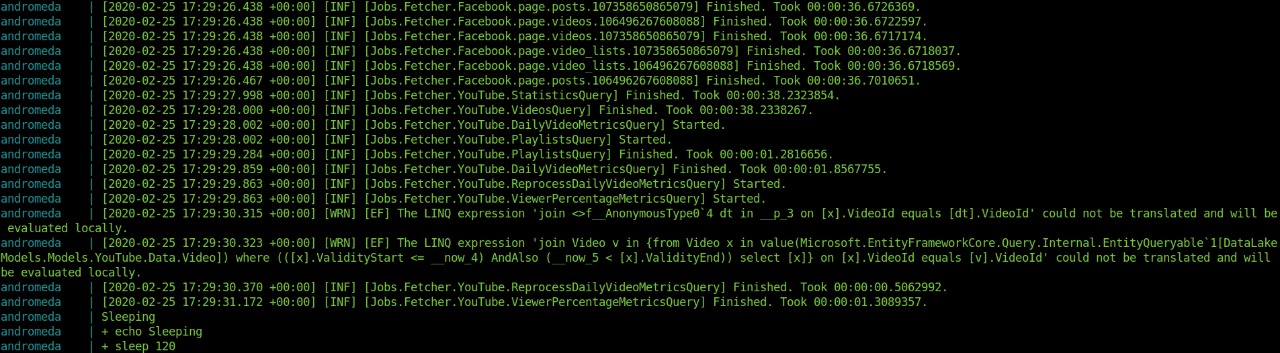 andromeda    | [2020-02-25 17:29:26.438 +00:00] [INF] [Jobs.Fetcher.Facebook.page.posts.107358650865079] Finished. Took 00:00:36.6726369.
andromeda    | [2020-02-25 17:29:26.438 +00:00] [INF] [Jobs.Fetcher.Facebook.page.videos.106496267608088] Finished. Took 00:00:36.6722597.
andromeda    | [2020-02-25 17:29:26.438 +00:00] [INF] [Jobs.Fetcher.Facebook.page.videos.107358650865079] Finished. Took 00:00:36.6717174.
andromeda    | [2020-02-25 17:29:26.438 +00:00] [INF] [Jobs.Fetcher.Facebook.page.video_lists.107358650865079] Finished. Took 00:00:36.6718037.
andromeda    | [2020-02-25 17:29:26.438 +00:00] [INF] [Jobs.Fetcher.Facebook.page.video_lists.106496267608088] Finished. Took 00:00:36.6718569.
andromeda    | [2020-02-25 17:29:26.467 +00:00] [INF] [Jobs.Fetcher.Facebook.page.posts.106496267608088] Finished. Took 00:00:36.7010651.
andromeda    | [2020-02-25 17:29:27.998 +00:00] [INF] [Jobs.Fetcher.YouTube.StatisticsQuery] Finished. Took 00:00:38.2323854.
andromeda    | [2020-02-25 17:29:28.000 +00:00] [INF] [Jobs.Fetcher.YouTube.VideosQuery] Finished. Took 00:00:38.2338267.
andromeda    | [2020-02-25 17:29:28.002 +00:00] [INF] [Jobs.Fetcher.YouTube.DailyVideoMetricsQuery] Started.
andromeda    | [2020-02-25 17:29:28.002 +00:00] [INF] [Jobs.Fetcher.YouTube.PlaylistsQuery] Started.
andromeda    | [2020-02-25 17:29:29.284 +00:00] [INF] [Jobs.Fetcher.YouTube.PlaylistsQuery] Finished. Took 00:00:01.2816656.
andromeda    | [2020-02-25 17:29:29.859 +00:00] [INF] [Jobs.Fetcher.YouTube.DailyVideoMetricsQuery] Finished. Took 00:00:01.8567755.
andromeda    | [2020-02-25 17:29:29.863 +00:00] [INF] [Jobs.Fetcher.YouTube.ReprocessDailyVideoMetricsQuery] Started.
andromeda    | [2020-02-25 17:29:29.863 +00:00] [INF] [Jobs.Fetcher.YouTube.ViewerPercentageMetricsQuery] Started.
andromeda    | [2020-02-25 17:29:30.315 +00:00] [WRN] [EF] The LINQ expression 'join <>f__AnonymousType0`4 dt in __p_3 on [x].VideoId equals [dt].VideoId' could not be translated and will be
 evaluated locally.
andromeda    | [2020-02-25 17:29:30.323 +00:00] [WRN] [EF] The LINQ expression 'join Video v in {from Video x in value(Microsoft.EntityFrameworkCore.Query.Internal.EntityQueryable`1[DataLake
Models.Models.YouTube.Data.Video]) where (([x].ValidityStart <= __now_4) AndAlso (__now_5 < [x].ValidityEnd)) select [x]} on [x].VideoId equals [v].VideoId' could not be translated and will
be evaluated locally.
andromeda    | [2020-02-25 17:29:30.370 +00:00] [INF] [Jobs.Fetcher.YouTube.ReprocessDailyVideoMetricsQuery] Finished. Took 00:00:00.5062992.
andromeda    | [2020-02-25 17:29:31.172 +00:00] [INF] [Jobs.Fetcher.YouTube.ViewerPercentageMetricsQuery] Finished. Took 00:00:01.3089357.
andromeda    | Sleeping
andromeda    | + echo Sleeping
andromeda    | + sleep 120